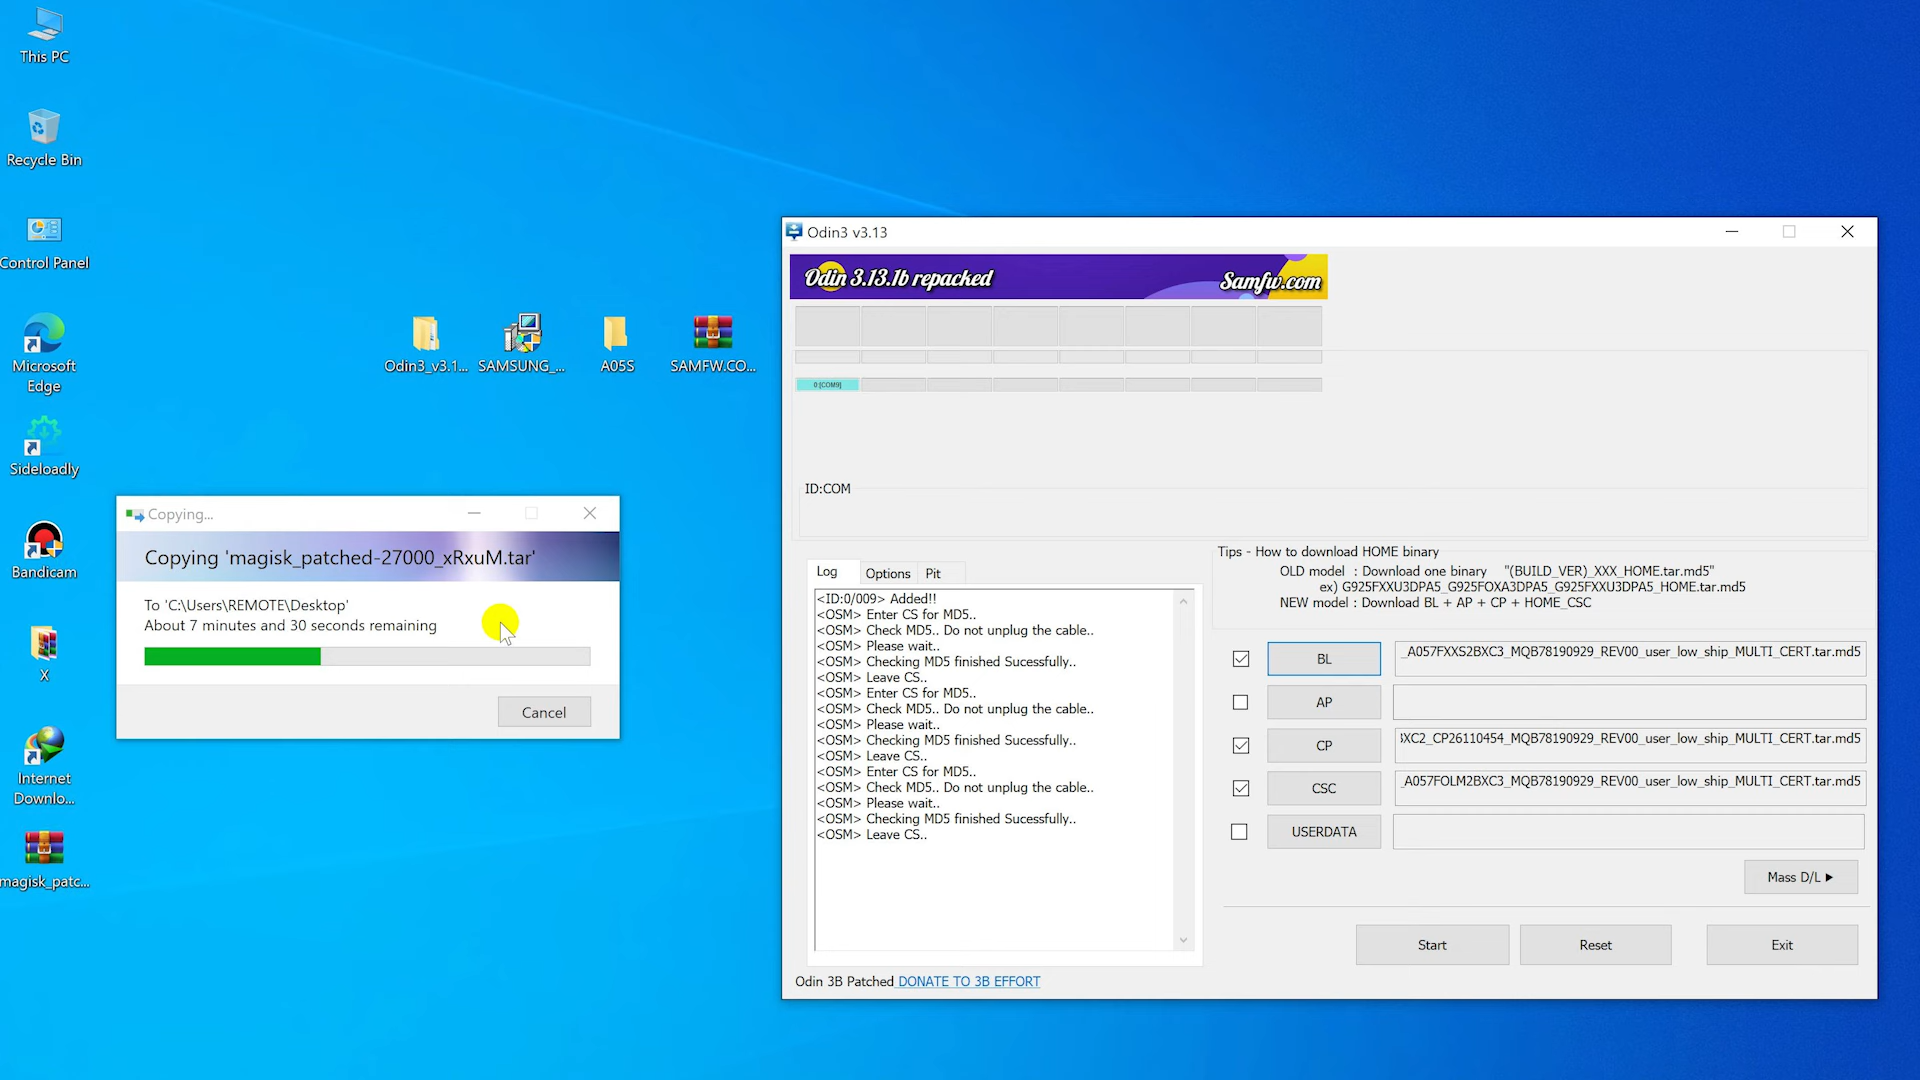 This PC
Recycle Bin
Control Panel
Microsoft
Edge
Sideloadly
Bandicam
X
Internet
Downlo...
magisk_patc...
Odin3_v3.1...
SAMSUNG_...
A05S
SAMFW.CO...
Copying...
Copying 'magisk_patched-27000_xRxuM.tar'
To 'C:\Users\REMOTE\Desktop'
About 7 minutes and 30 seconds remaining
Cancel
Odin3 v3.13
Odin 3.13.1b repacked
Samfw.com
0:[COM9]
ID:COM
Log
Options
Pit
<ID:0/009> Added!!
<OSM> Enter CS for MD5..
<OSM> Check MD5.. Do not unplug the cable..
<OSM> Please wait..
<OSM> Checking MD5 finished Sucessfully..
<OSM> Leave CS..
<OSM> Enter CS for MD5..
<OSM> Check MD5.. Do not unplug the cable..
<OSM> Please wait..
<OSM> Checking MD5 finished Sucessfully..
<OSM> Leave CS..
<OSM> Enter CS for MD5..
<OSM> Check MD5.. Do not unplug the cable..
<OSM> Please wait..
<OSM> Checking MD5 finished Sucessfully..
<OSM> Leave CS..
Odin 3B Patched DONATE TO 3B EFFORT
Tips - How to download HOME binary
OLD model : Download one binary "(BUILD_VER)_XXX_HOME.tar.md5"
ex) G925FXXU3DPA5_G925FOXA3DPA5_G925FXXU3DPA5_HOME.tar.md5
NEW model : Download BL + AP + CP + HOME_CSC
BL
_A057FXXS2BXC3_MQB78190929_REV00_user_low_ship_MULTI_CERT.tar.md5
AP
CP
XC2_CP26110454_MQB78190929_REV00_user_low_ship_MULTI_CERT.tar.md5
CSC
_A057FOLM2BXC3_MQB78190929_REV00_user_low_ship_MULTI_CERT.tar.md5
USERDATA
Mass D/L ▶
Start
Reset
Exit